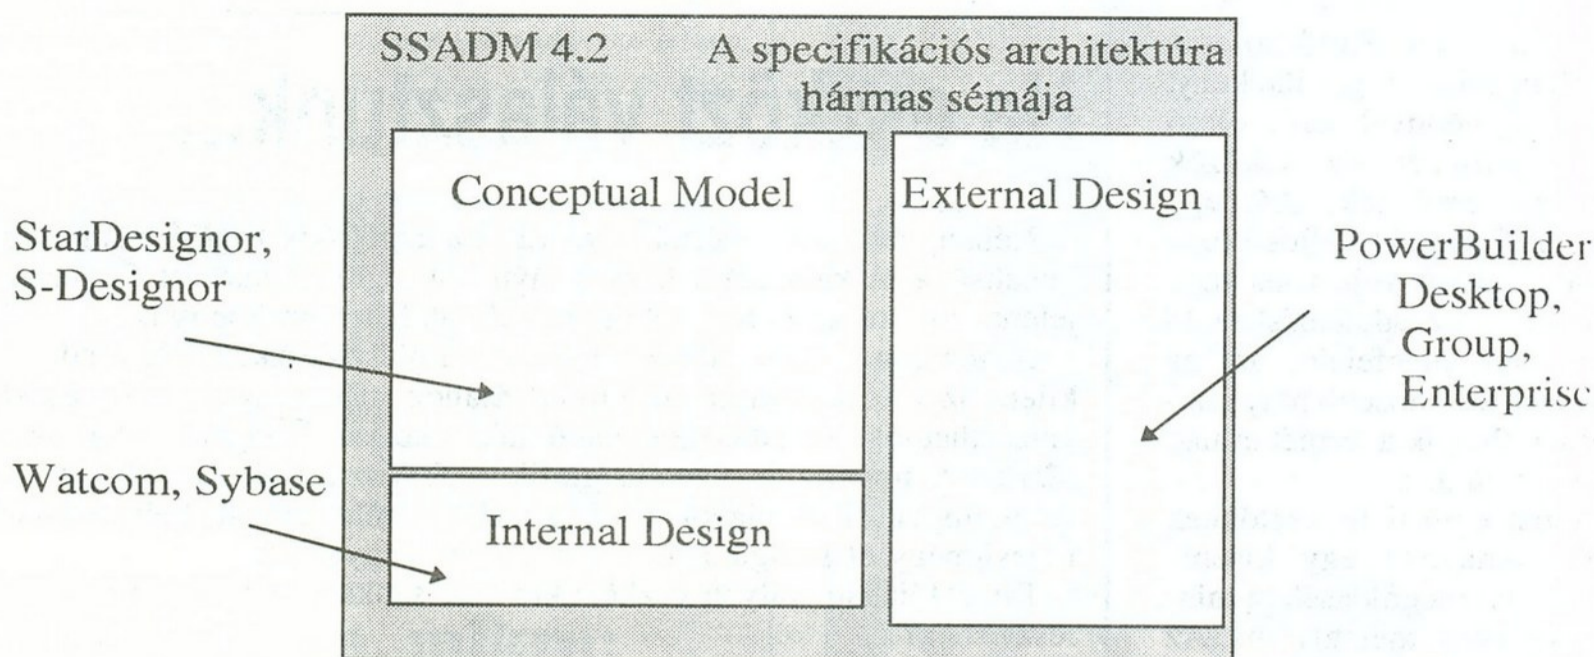 SSADM 4.2 A specifikációs architektúra
hármas sémája
Conceptual Model
External Design
StarDesignor,
S-Designor
PowerBuilder
Desktop,
Group,
Enterprise
Watcom, Sybase
Internal Design